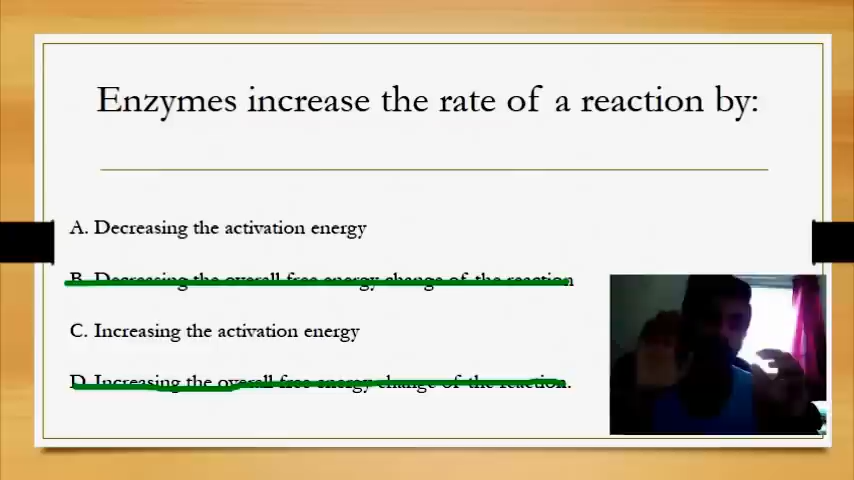 Enzymes increase the rate of a reaction by:
A. Decreasing the activation energy
B. Decreasing the overall free energy change of the reaction
C. Increasing the activation energy
D. Increasing the overall free energy change of the reaction.